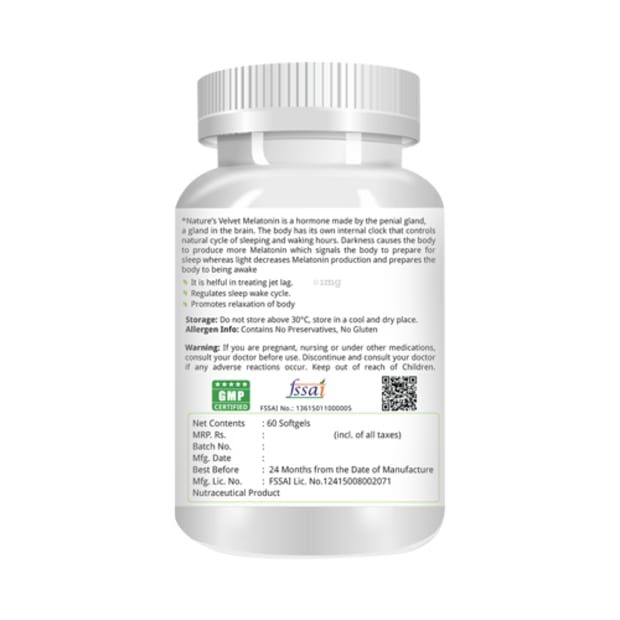 *Nature's Velvet Melatonin is a hormone made by the penial gland,
a gland in the brain. The body has its own internal clock that controls
natural cycle of sleeping and waking hours. Darkness causes the body
to produce more Melatonin which signals the body to prepare for
sleep whereas light decreases Melatonin production and prepares the
body to being awake
It is helful in treating jet lag.
1mg
Regulates sleep wake cycle.
Promotes relaxation of body
Storage: Do not store above 30°C, store in a cool and dry place.
Allergen Info: Contains No Preservatives, No Gluten
Warning: If you are pregnant, nursing or under other medications,
consult your doctor before use. Discontinue and consult your doctor
if any adverse reactions occur. Keep out of reach of Children.
GMP
CERTIFIED
fssai
FSSAI No.: 13615011000005
Net Contents : 60 Softgels
MRP. Rs. : (incl. of all taxes)
Batch No. :
Mfg. Date :
Best Before : 24 Months from the Date of Manufacture
Mfg. Lic. No. : FSSAI Lic. No.12415008002071
Nutraceutical Product